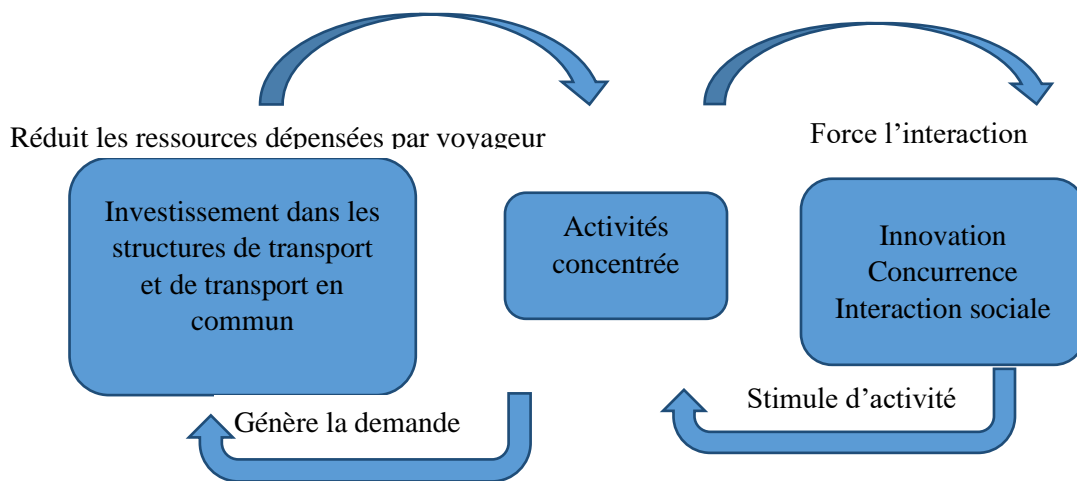 Réduit les ressources dépensées par voyageur
Force l’interaction
Investissement dans les
structures de transport
et de transport en
commun
Activités
concentrée
Innovation
Concurrence
Interaction sociale
Génère la demande
Stimule d’activité